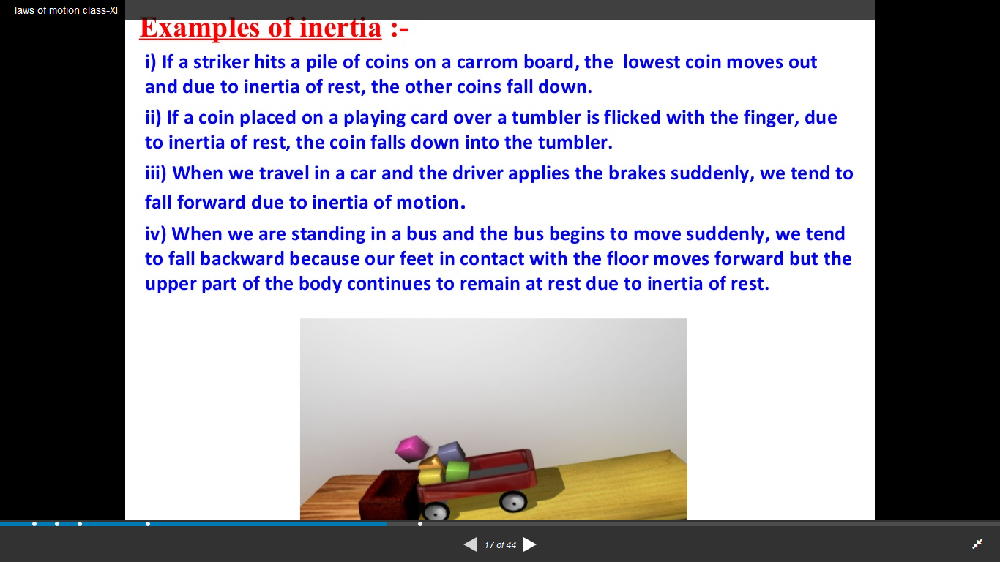 laws of motion class-XI
Examples of inertia :-
i) If a striker hits a pile of coins on a carrom board, the  lowest coin moves out
and due to inertia of rest, the other coins fall down.
ii) If a coin placed on a playing card over a tumbler is flicked with the finger, due
to inertia of rest, the coin falls down into the tumbler.
iii) When we travel in a car and the driver applies the brakes suddenly, we tend to
fall forward due to inertia of motion.
iv) When we are standing in a bus and the bus begins to move suddenly, we tend
to fall backward because our feet in contact with the floor moves forward but the
upper part of the body continues to remain at rest due to inertia of rest.
17 of 44